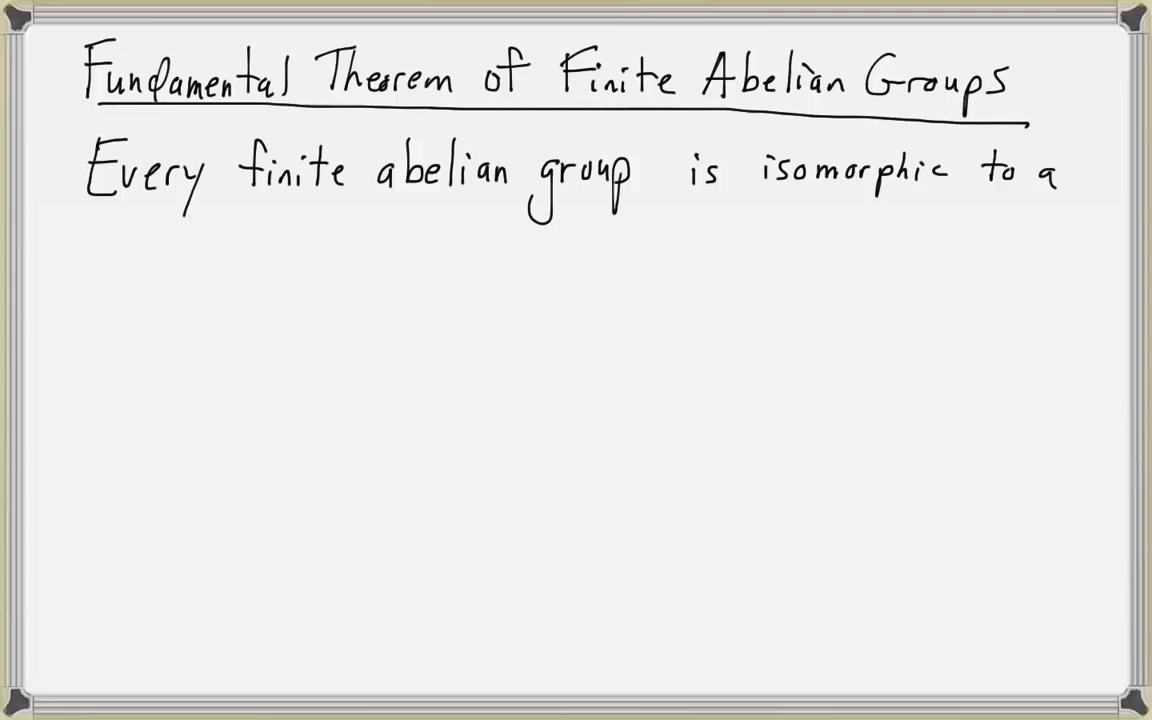 Fundamental Theorem of Finite Abelian Groups
Every finite abelian group is isomorphic to a